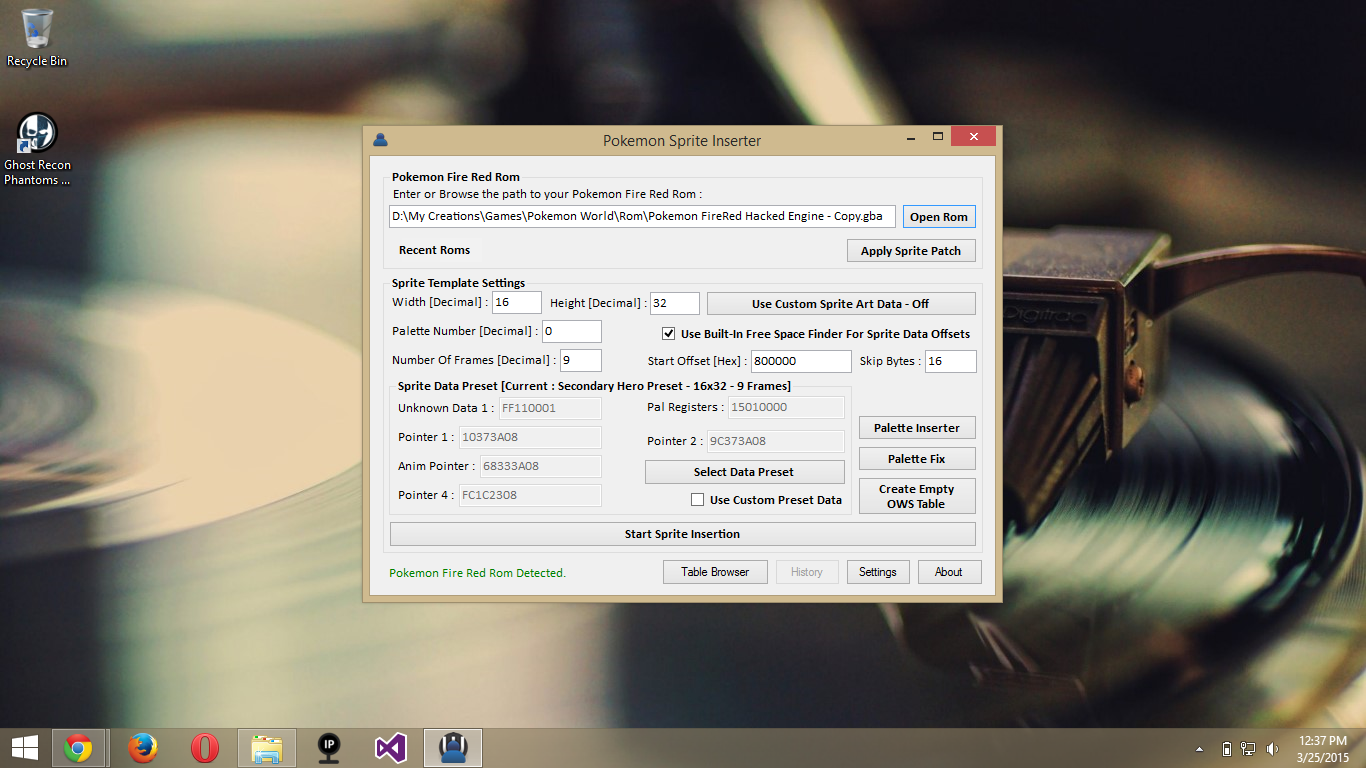 Recycle Bin
Ghost Recon
Phantoms ...
Pokemon Sprite Inserter
Pokemon Fire Red Rom
Enter or Browse the path to your Pokemon Fire Red Rom :
D:\My Creations\Games\Pokemon World\Rom\Pokemon FireRed Hacked Engine - Copy.gba
Open Rom
Recent Roms
Apply Sprite Patch
Sprite Template Settings
Width [Decimal] : 16
Height [Decimal] : 32
Use Custom Sprite Art Data - Off
Palette Number [Decimal] : 0
Use Built-In Free Space Finder For Sprite Data Offsets
Number Of Frames [Decimal] : 9
Start Offset [Hex] : 800000
Skip Bytes : 16
Sprite Data Preset [Current : Secondary Hero Preset - 16x32 - 9 Frames]
Unknown Data 1 : FF110001
Pal Registers : 15010000
Pointer 1 : 10373A08
Pointer 2 : 9C373A08
Anim Pointer : 68333A08
Select Data Preset
Pointer 4 : FC1C2308
Use Custom Preset Data
Palette Inserter
Palette Fix
Create Empty
OWS Table
Start Sprite Insertion
Pokemon Fire Red Rom Detected.
Table Browser
History
Settings
About
Digitrac
IP
12:37 PM
3/25/2015